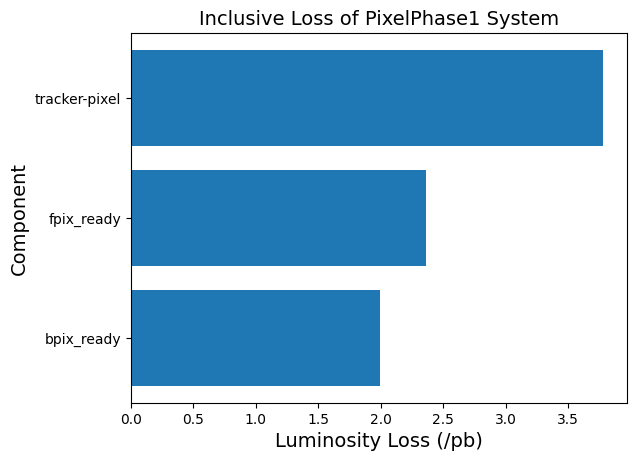 Inclusive Loss of PixelPhase1 System
Component
tracker-pixel
fpix_ready
bpix_ready
0.0 0.5 1.0 1.5 2.0 2.5 3.0 3.5
Luminosity Loss (/pb)